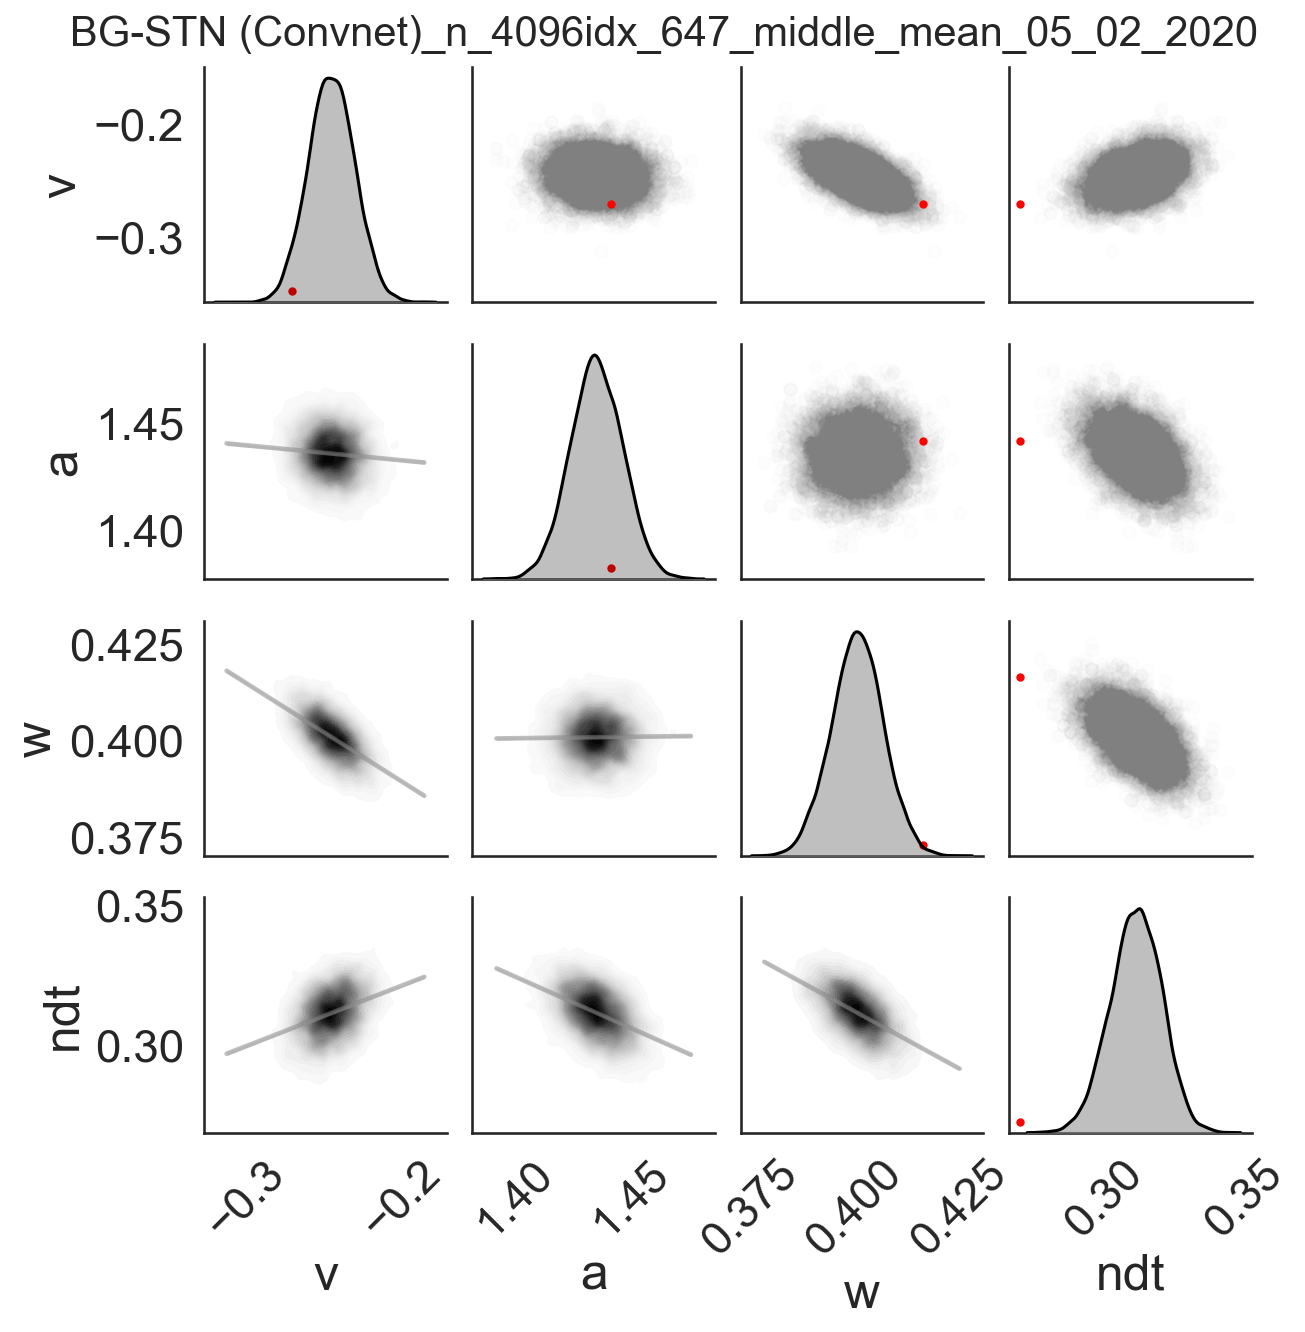 BG-STN (Convnet)_n_4096idx_647_middle_mean_05_02_2020
−0.2
v
−0.3
1.45
a
1.40
0.425
w
0.400
0.375
0.35
ndt
0.30
−0.3 −0.2 1.40 1.45 0.375 0.400 0.425 0.30 0.35
v a w ndt